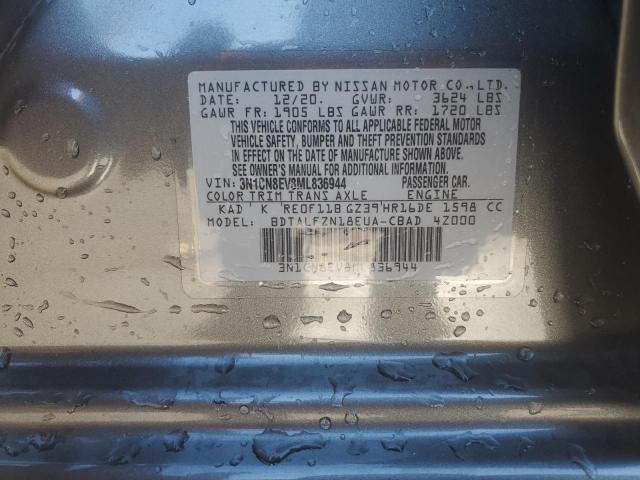 MANUFACTURED BY NISSAN MOTOR CO.,LTD.
DATE: 12/20. GVWR: 3624 LBS
GAWR FR: 1905 LBS GAWR RR: 1720 LBS
THIS VEHICLE CONFORMS TO ALL APPLICABLE FEDERAL MOTOR
VEHICLE SAFETY, BUMPER AND THEFT PREVENTION STANDARDS
IN EFFECT ON THE DATE OF MANUFACTURE SHOWN ABOVE.
SEE OWNER'S MANUAL FOR ADDITIONAL INFORMATION.
VIN: 3N1CN8EV8ML836944 PASSENGER CAR.
COLOR TRIM TRANS AXLE ENGINE
KAD K RE0F11B GZ39 HR16DE 1598 CC
MODEL: BDTALFZN18EUA-CBAD 4Z000
3N1CN8EV8ML836944